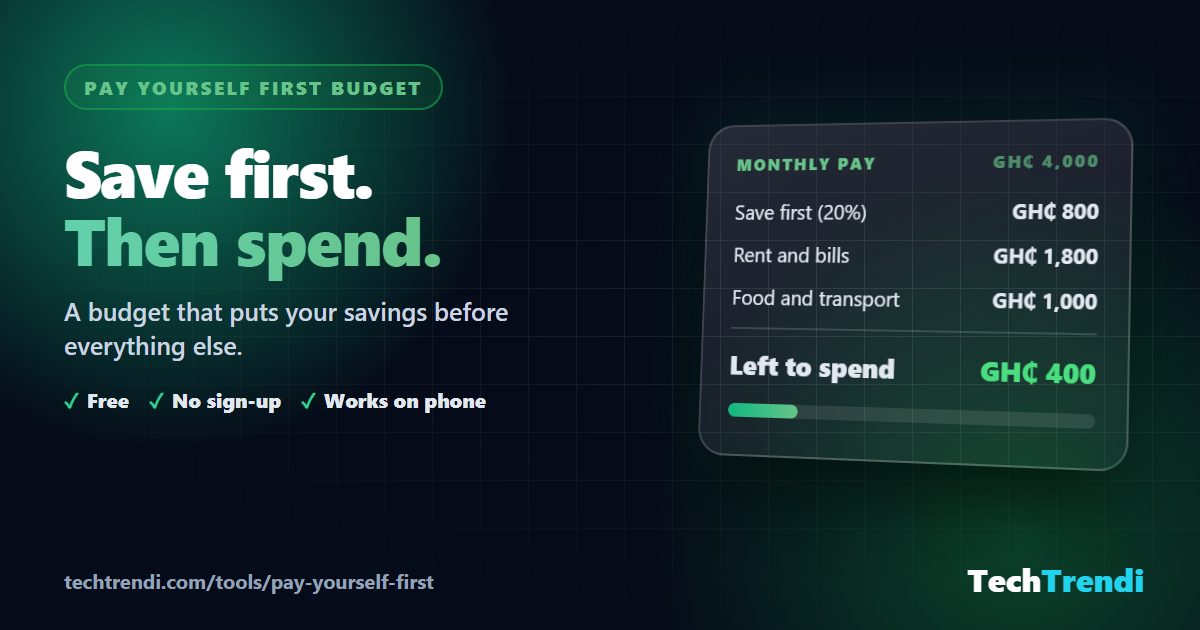 PAY YOURSELF FIRST BUDGET
Save first.
Then spend.
A budget that puts your savings before
everything else.
✓ Free ✓ No sign-up ✓ Works on phone
MONTHLY PAY GH₵ 4,000
Save first (20%) GH₵ 800
Rent and bills GH₵ 1,800
Food and transport GH₵ 1,000
Left to spend GH₵ 400
techtrendi.com/tools/pay-yourself-first
TechTrendi